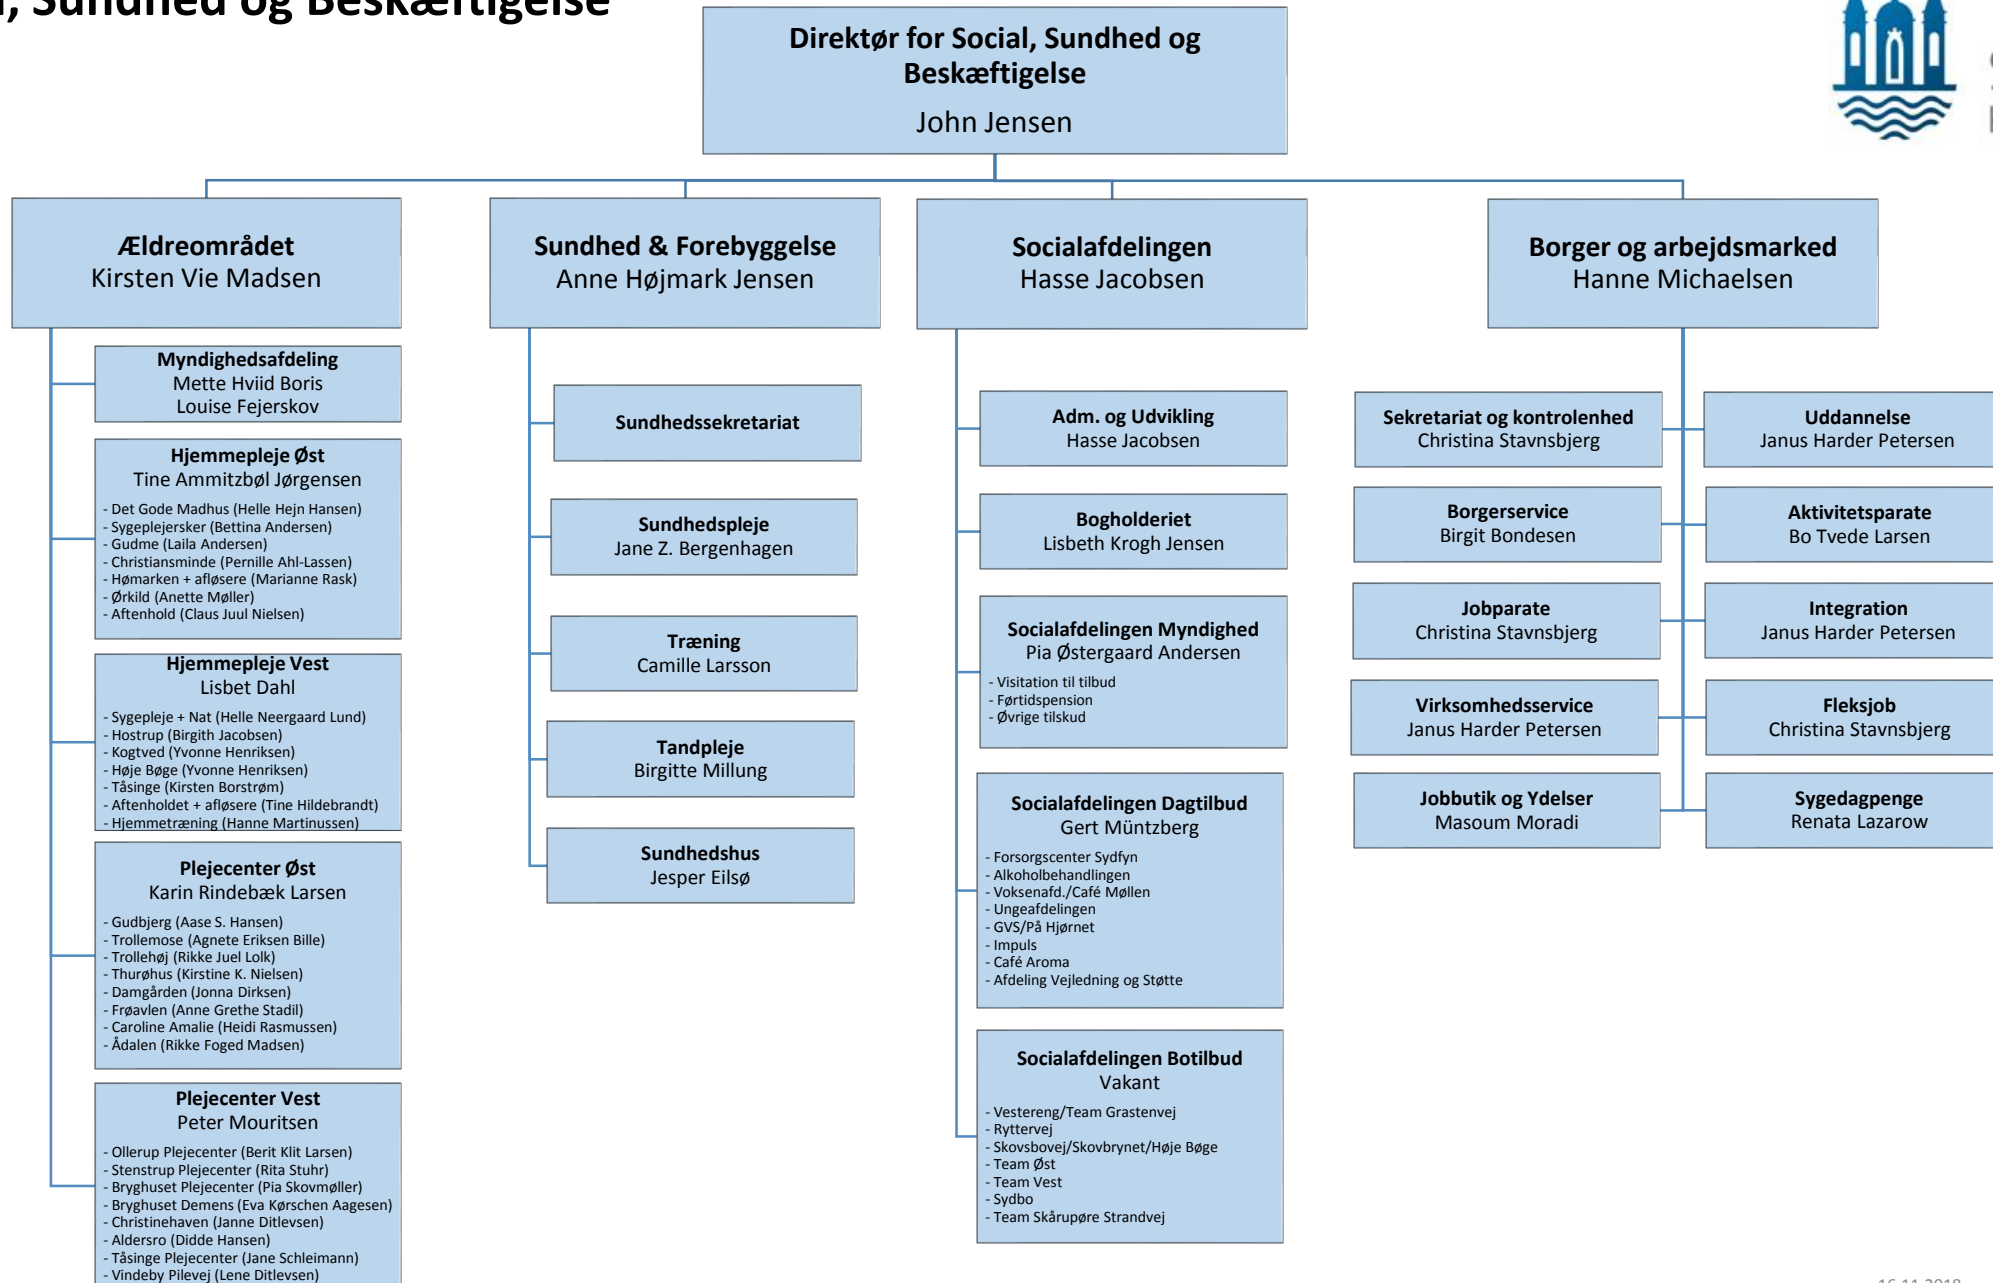 , Sundhed og Beskæftigelse
Direktør for Social, Sundhed og
Beskæftigelse
John Jensen
Ældreområdet
Kirsten Vie Madsen
Myndighedsafdeling
Mette Hviid Boris
Louise Fejerskov
Hjemmepleje Øst
Tine Ammitzbøl Jørgensen
- Det Gode Madhus (Helle Hejn Hansen)
- Sygeplejersker (Bettina Andersen)
- Gudme (Laila Andersen)
- Christiansminde (Pernille Ahl-Lassen)
- Hømarken + afløsere (Marianne Rask)
- Ørkild (Anette Møller)
- Aftenhold (Claus Juul Nielsen)
Hjemmepleje Vest
Lisbet Dahl
- Sygepleje + Nat (Helle Neergaard Lund)
- Hostrup (Birgith Jacobsen)
- Kogtved (Yvonne Henriksen)
- Høje Bøge (Yvonne Henriksen)
- Tåsinge (Kirsten Borstrøm)
- Aftenholdet + afløsere (Tine Hildebrandt)
- Hjemmetræning (Hanne Martinussen)
Plejecenter Øst
Karin Rindebæk Larsen
- Gudbjerg (Aase S. Hansen)
- Trollemose (Agnete Eriksen Bille)
- Trollehøj (Rikke Juel Lolk)
- Thurøhus (Kirstine K. Nielsen)
- Damgården (Jonna Dirksen)
- Frøavlen (Anne Grethe Stadil)
- Caroline Amalie (Heidi Rasmussen)
- Ådalen (Rikke Foged Madsen)
Plejecenter Vest
Peter Mouritsen
- Ollerup Plejecenter (Berit Klit Larsen)
- Stenstrup Plejecenter (Rita Stuhr)
- Bryghuset Plejecenter (Pia Skovmøller)
- Bryghuset Demens (Eva Kørschen Aagesen)
- Christinehaven (Janne Ditlevsen)
- Aldersro (Didde Hansen)
- Tåsinge Plejecenter (Jane Schleimann)
- Vindeby Pilevej (Lene Ditlevsen)
Sundhed & Forebyggelse
Anne Højmark Jensen
Sundhedssekretariat
Sundhedspleje
Jane Z. Bergenhagen
Træning
Camille Larsson
Tandpleje
Birgitte Millung
Sundhedshus
Jesper Eilsø
Socialafdelingen
Hasse Jacobsen
Adm. og Udvikling
Hasse Jacobsen
Bogholderiet
Lisbeth Krogh Jensen
Socialafdelingen Myndighed
Pia Østergaard Andersen
- Visitation til tilbud
- Førtidspension
- Øvrige tilskud
Socialafdelingen Dagtilbud
Gert Müntzberg
- Forsorgscenter Sydfyn
- Alkoholbehandlingen
- Voksenafd./Café Møllen
- Ungeafdelingen
- GVS/På Hjørnet
- Impuls
- Café Aroma
- Afdeling Vejledning og Støtte
Socialafdelingen Botilbud
Vakant
- Vestereng/Team Grastenvej
- Ryttervej
- Skovsbovej/Skovbrynet/Høje Bøge
- Team Øst
- Team Vest
- Sydbo
- Team Skårupøre Strandvej
Borger og arbejdsmarked
Hanne Michaelsen
Sekretariat og kontrolenhed
Christina Stavnsbjerg
Uddannelse
Janus Harder Petersen
Borgerservice
Birgit Bondesen
Aktivitetsparate
Bo Tvede Larsen
Jobparate
Christina Stavnsbjerg
Integration
Janus Harder Petersen
Virksomhedsservice
Janus Harder Petersen
Fleksjob
Christina Stavnsbjerg
Jobbutik og Ydelser
Masoum Moradi
Sygedagpenge
Renata Lazarow